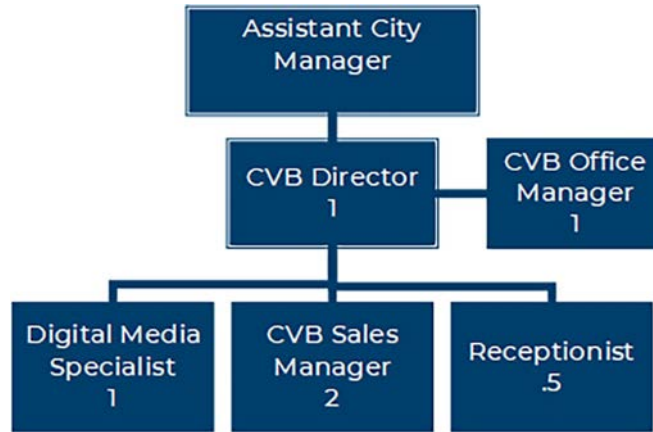 Assistant City
Manager
CVB Director
1
CVB Office
Manager
1
Digital Media
Specialist
1
CVB Sales
Manager
2
Receptionist
.5